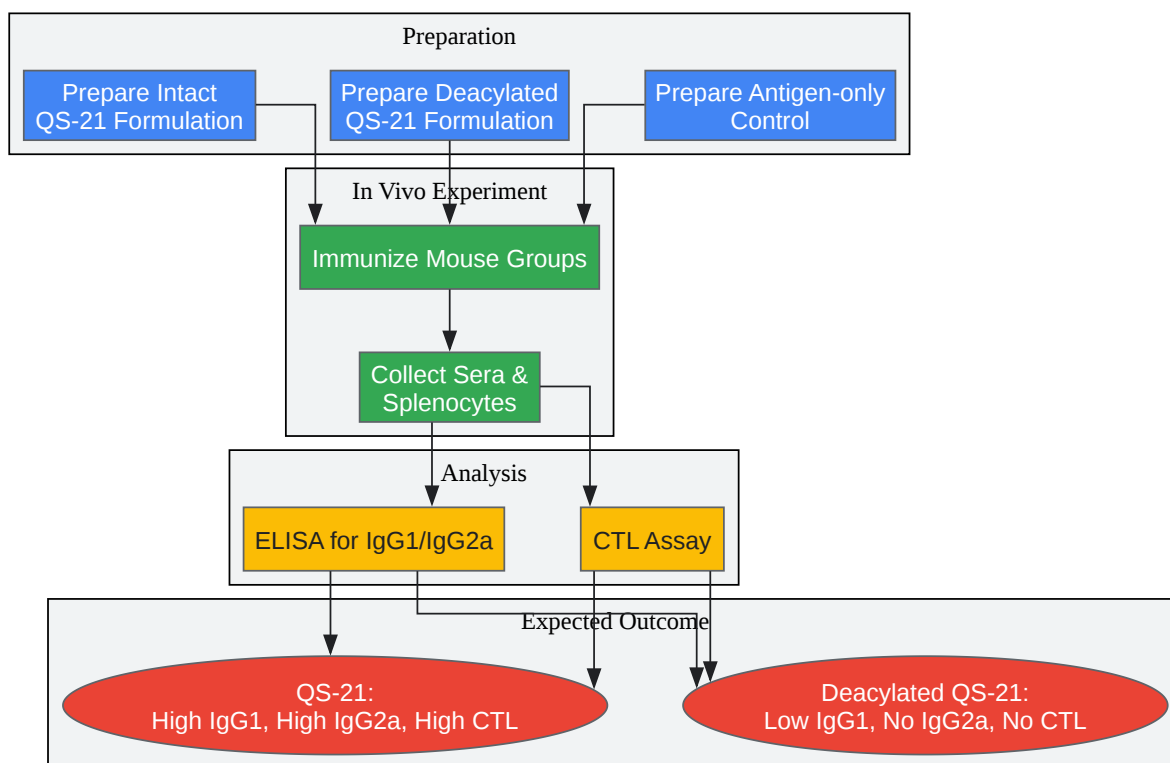 Preparation
Prepare Intact
QS-21 Formulation
Prepare Deacylated
QS-21 Formulation
Prepare Antigen-only
Control
In Vivo Experiment
Immunize Mouse Groups
Collect Sera &
Splenocytes
Analysis
ELISA for IgG1/IgG2a
CTL Assay
Expected Outcome
QS-21:
High IgG1, High IgG2a, High CTL
Deacylated QS-21:
Low IgG1, No IgG2a, No CTL